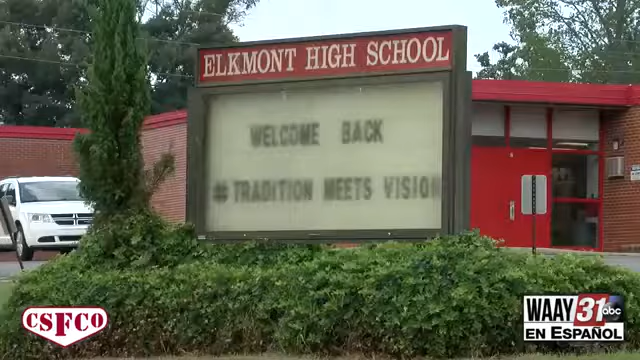 ELKMONT HIGH SCHOOL
WELCOME BACK
# TRADITION MEETS VISION
CSFCO
WAAY 31 abc
EN ESPAÑOL